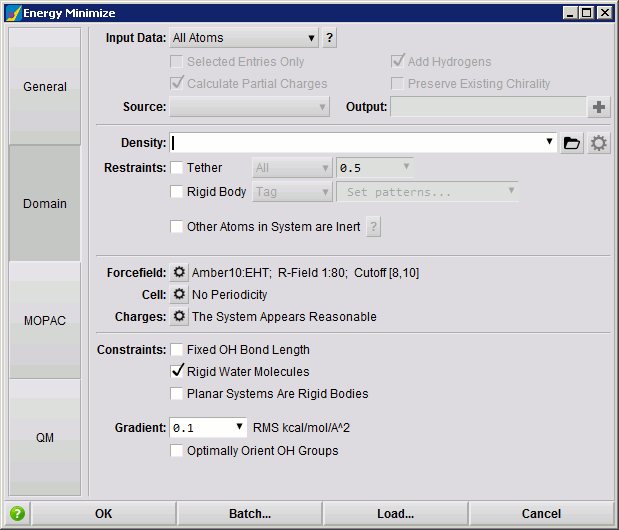 Energy Minimize
General
Domain
MOPAC
QM
Input Data: All Atoms ?
Selected Entries Only Add Hydrogens
Calculate Partial Charges Preserve Existing Chirality
Source: Output:
Density:
Restraints: Tether All 0.5
Rigid Body Tag Set patterns...
Other Atoms in System are Inert ?
Forcefield: Amber10:EHT; R-Field 1:80; Cutoff [8,10]
Cell: No Periodicity
Charges: The System Appears Reasonable
Constraints: Fixed OH Bond Length
Rigid Water Molecules
Planar Systems Are Rigid Bodies
Gradient: 0.1 RMS kcal/mol/A^2
Optimally Orient OH Groups
? OK Batch... Load... Cancel